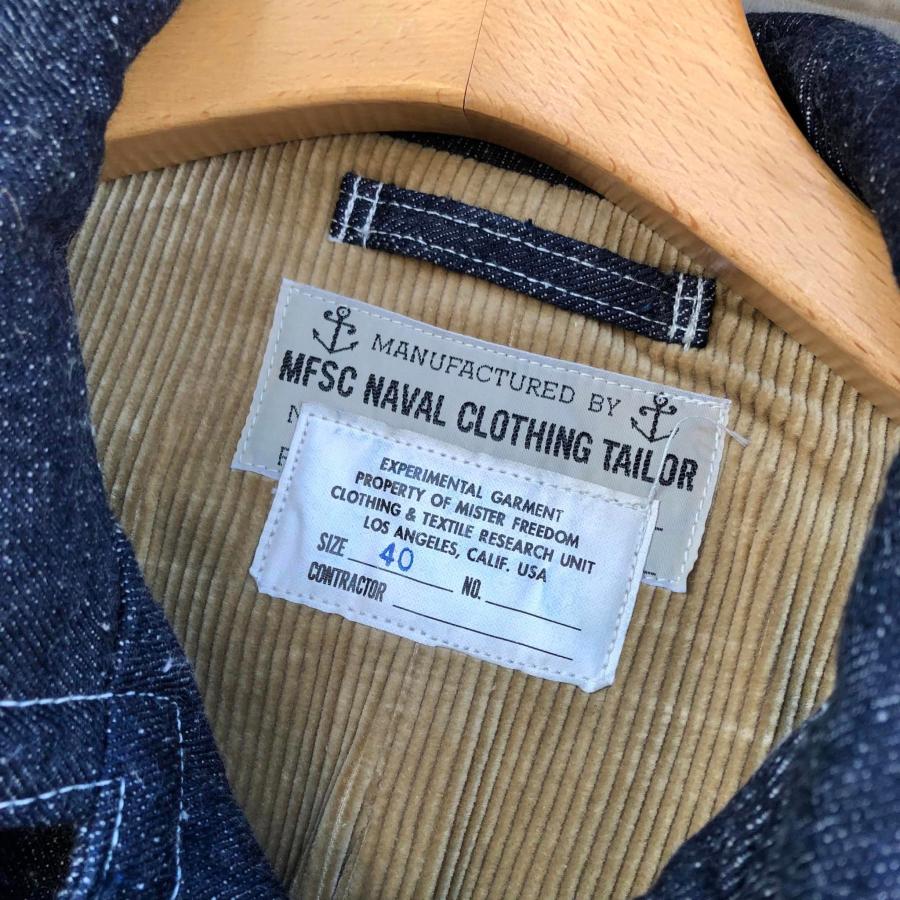 MANUFACTURED BY
MFSC NAVAL CLOTHING TAILOR
EXPERIMENTAL GARMENT
PROPERTY OF MISTER FREEDOM
CLOTHING & TEXTILE RESEARCH UNIT
LOS ANGELES, CALIF. USA
SIZE 40 NO.
CONTRACTOR